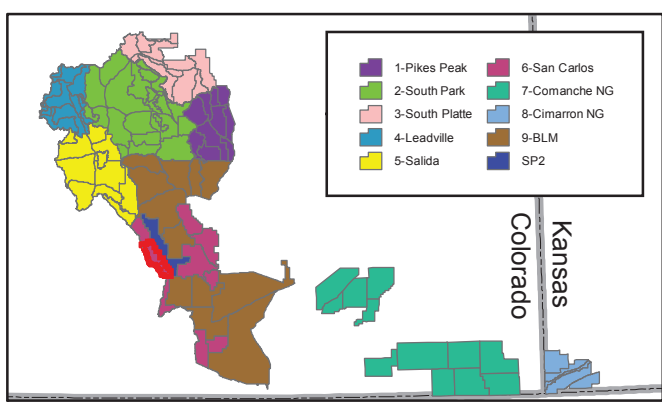 1-Pikes Peak
2-South Park
3-South Platte
4-Leadville
5-Salida
6-San Carlos
7-Comanche NG
8-Cimarron NG
9-BLM
SP2
Kansas
Colorado